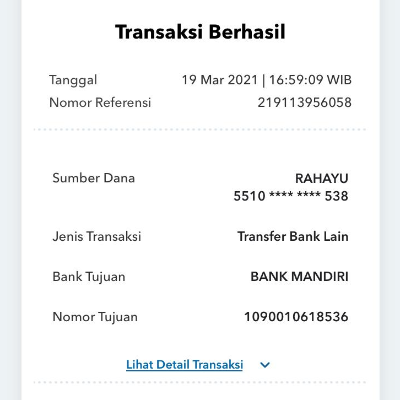 Transaksi Berhasil
Tanggal 19 Mar 2021 | 16:59:09 WIB
Nomor Referensi 219113956058
Sumber Dana RAHAYU
5510 **** **** 538
Jenis Transaksi Transfer Bank Lain
Bank Tujuan BANK MANDIRI
Nomor Tujuan 1090010618536
Lihat Detail Transaksi